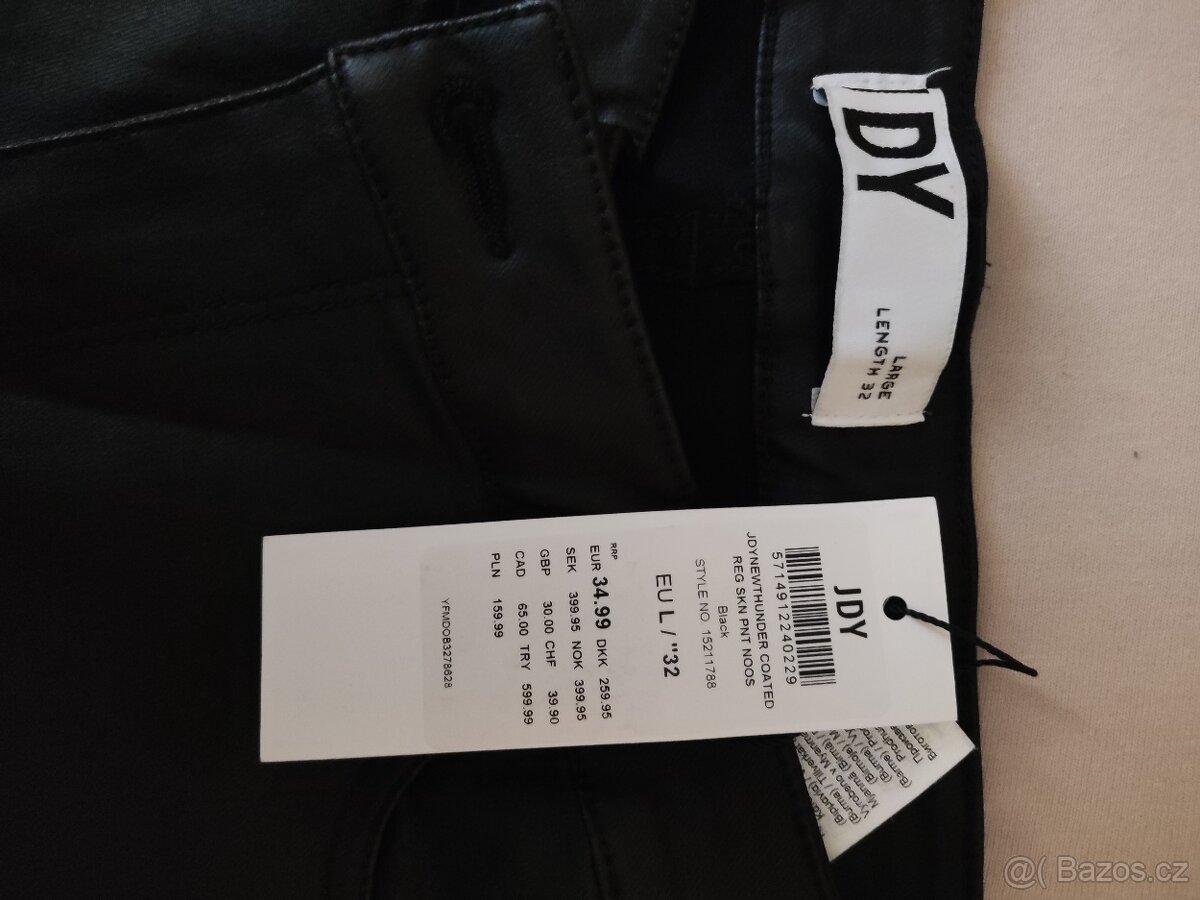 JDY
LARGE
LENGTH 32
JDY
5714912240229
JDYNEWTHUNDER COATED
REG SKN PNT NOOS
Black
STYLE NO. 15211788
EU L / "32
RRP
EUR 34.99 DKK 259.95
SEK 399.95 NOK 399.95
GBP 30.00 CHF 39.90
CAD 65.00 TRY 599.99
PLN 159.99
YFMDOB3278628
Vyrobeno v
(Burma)
@( Bazos.cz